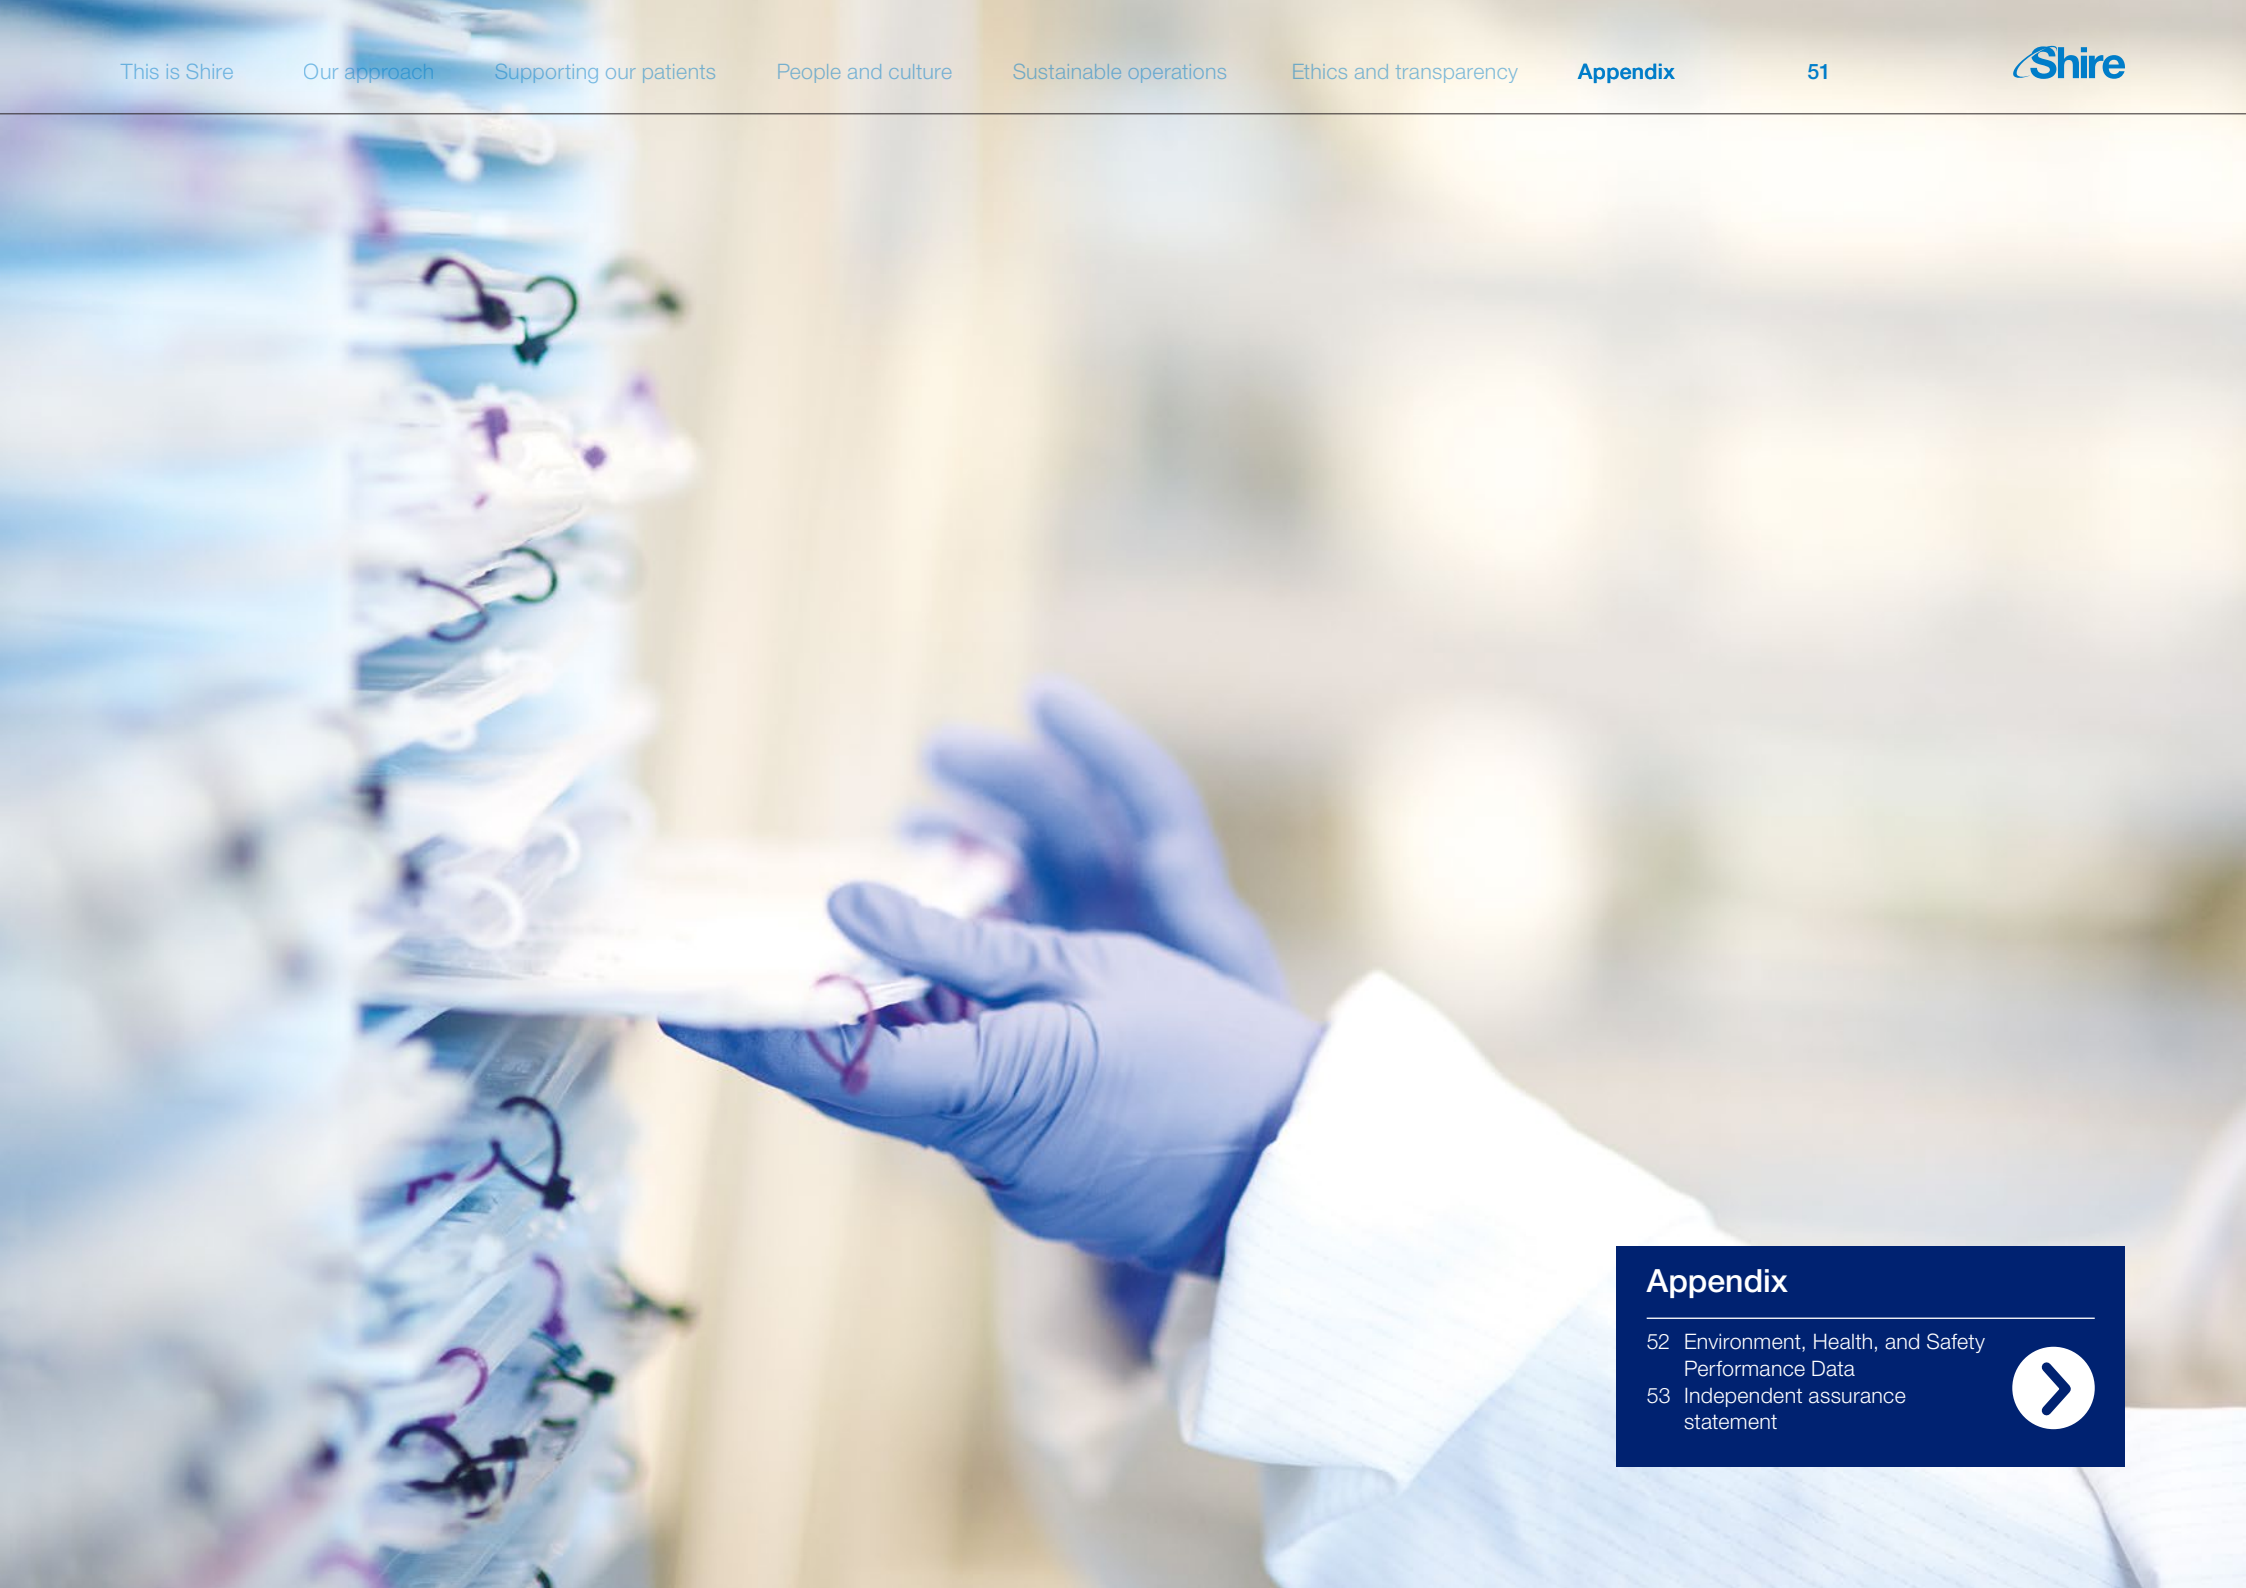 This is Shire Our approach Supporting our patients People and culture Sustainable operations Ethics and transparency Appendix 51 Shire
Appendix
52 Environment, Health, and Safety
Performance Data
53 Independent assurance
statement